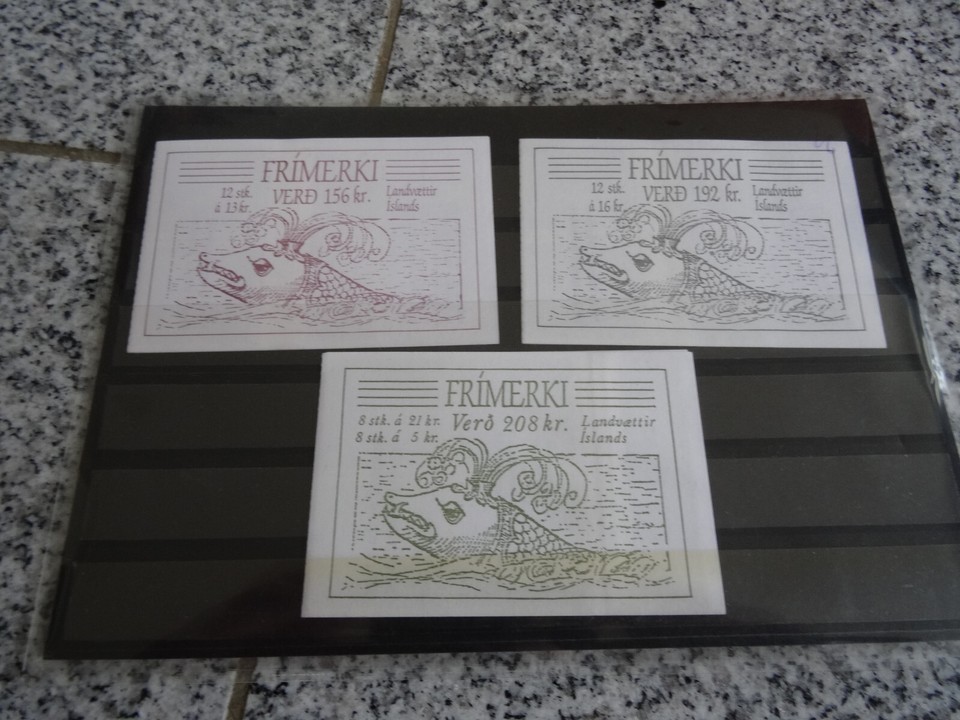 FRÍMERKI
12 stk. VERÐ 156 kr. Landvættir
á 13 kr. Íslands
FRÍMERKI
12 stk. VERÐ 192 kr. Landvættir
á 16 kr. Íslands
FRÍMERKI
8 stk. á 21 kr. Verð 208 kr. Landvættir
8 stk. á 5 kr. Íslands